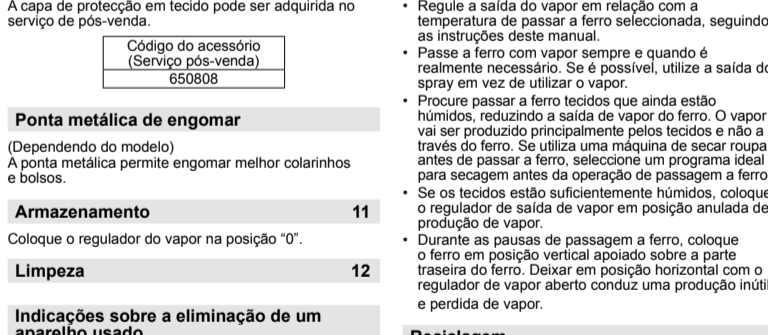 A capa de protecção em tecido pode ser adquirida no
serviço de pós-venda.
Código do acessório
(Serviço pós-venda)
650808
Ponta metálica de engomar
(Dependendo do modelo)
A ponta metálica permite engomar melhor colarinhos
e bolsos.
Armazenamento 11
Coloque o regulador do vapor na posição “0”.
Limpeza 12
Indicações sobre a eliminação de um
aparelho usado
• Regule a saída do vapor em relação com a
temperatura de passar a ferro seleccionada, seguindo
as instruções deste manual.
• Passe a ferro com vapor sempre e quando é
realmente necessário. Se é possível, utilize a saída do
spray em vez de utilizar o vapor.
• Procure passar a ferro tecidos que ainda estão
húmidos, reduzindo a saída de vapor do ferro. O vapor
vai ser produzido principalmente pelos tecidos e não a
través do ferro. Se utiliza uma máquina de secar roupa
antes de passar a ferro, seleccione um programa ideal
para secagem antes da operação de passagem a ferro
• Se os tecidos estão suficientemente húmidos, coloque
o regulador de saída de vapor em posição anulada de
produção de vapor.
• Durante as pausas de passagem a ferro, coloque
o ferro em posição vertical apoiado sobre a parte
traseira do ferro. Deixar em posição horizontal com o
regulador de vapor aberto conduz uma produção inútil
e perdida de vapor.
Reciclagem